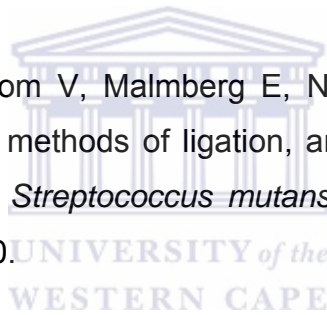 om V, Malmberg E, N
methods of ligation, ar
Streptococcus mutans
0.
UNIVERSITY of the
WESTERN CAPE